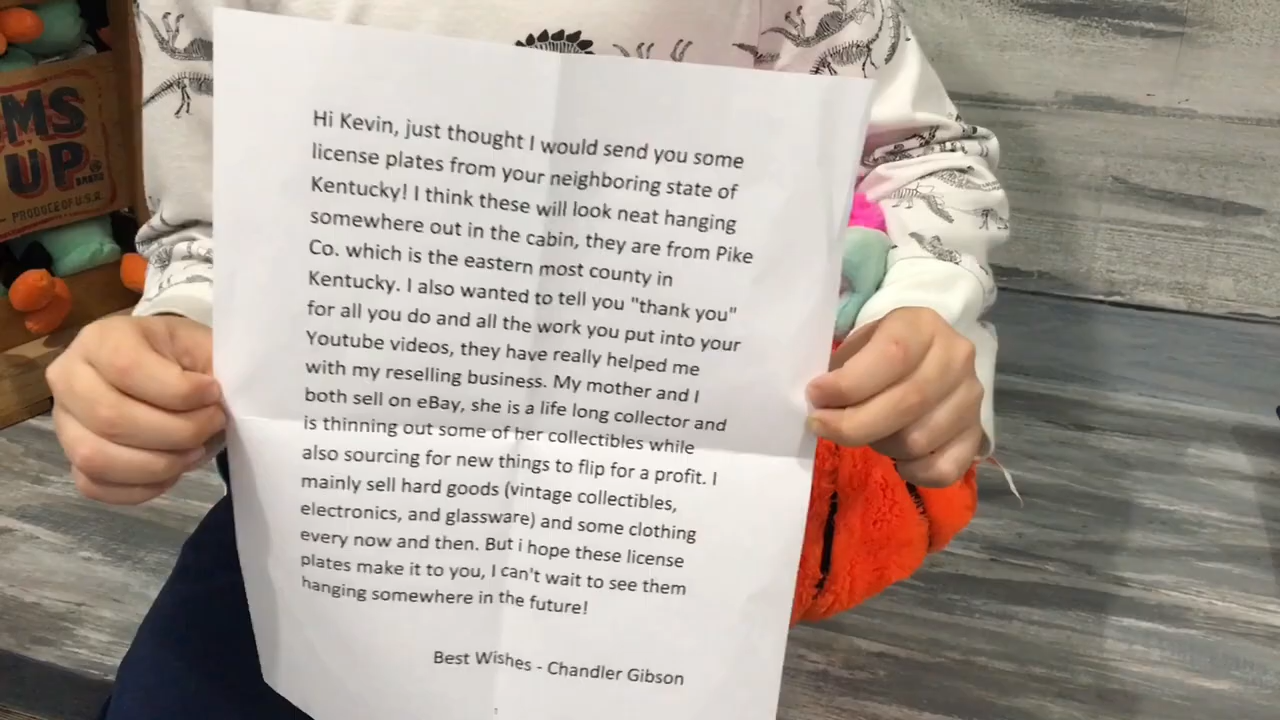 MS
UP
BRAND
PRODUCE OF U.S.A.
Hi Kevin, just thought I would send you some
license plates from your neighboring state of
Kentucky! I think these will look neat hanging
somewhere out in the cabin, they are from Pike
Co. which is the eastern most county in
Kentucky. I also wanted to tell you "thank you"
for all you do and all the work you put into your
Youtube videos, they have really helped me
with my reselling business. My mother and I
both sell on eBay, she is a life long collector and
is thinning out some of her collectibles while
also sourcing for new things to flip for a profit. I
mainly sell hard goods (vintage collectibles,
electronics, and glassware) and some clothing
every now and then. But i hope these license
plates make it to you, I can't wait to see them
hanging somewhere in the future!
Best Wishes - Chandler Gibson